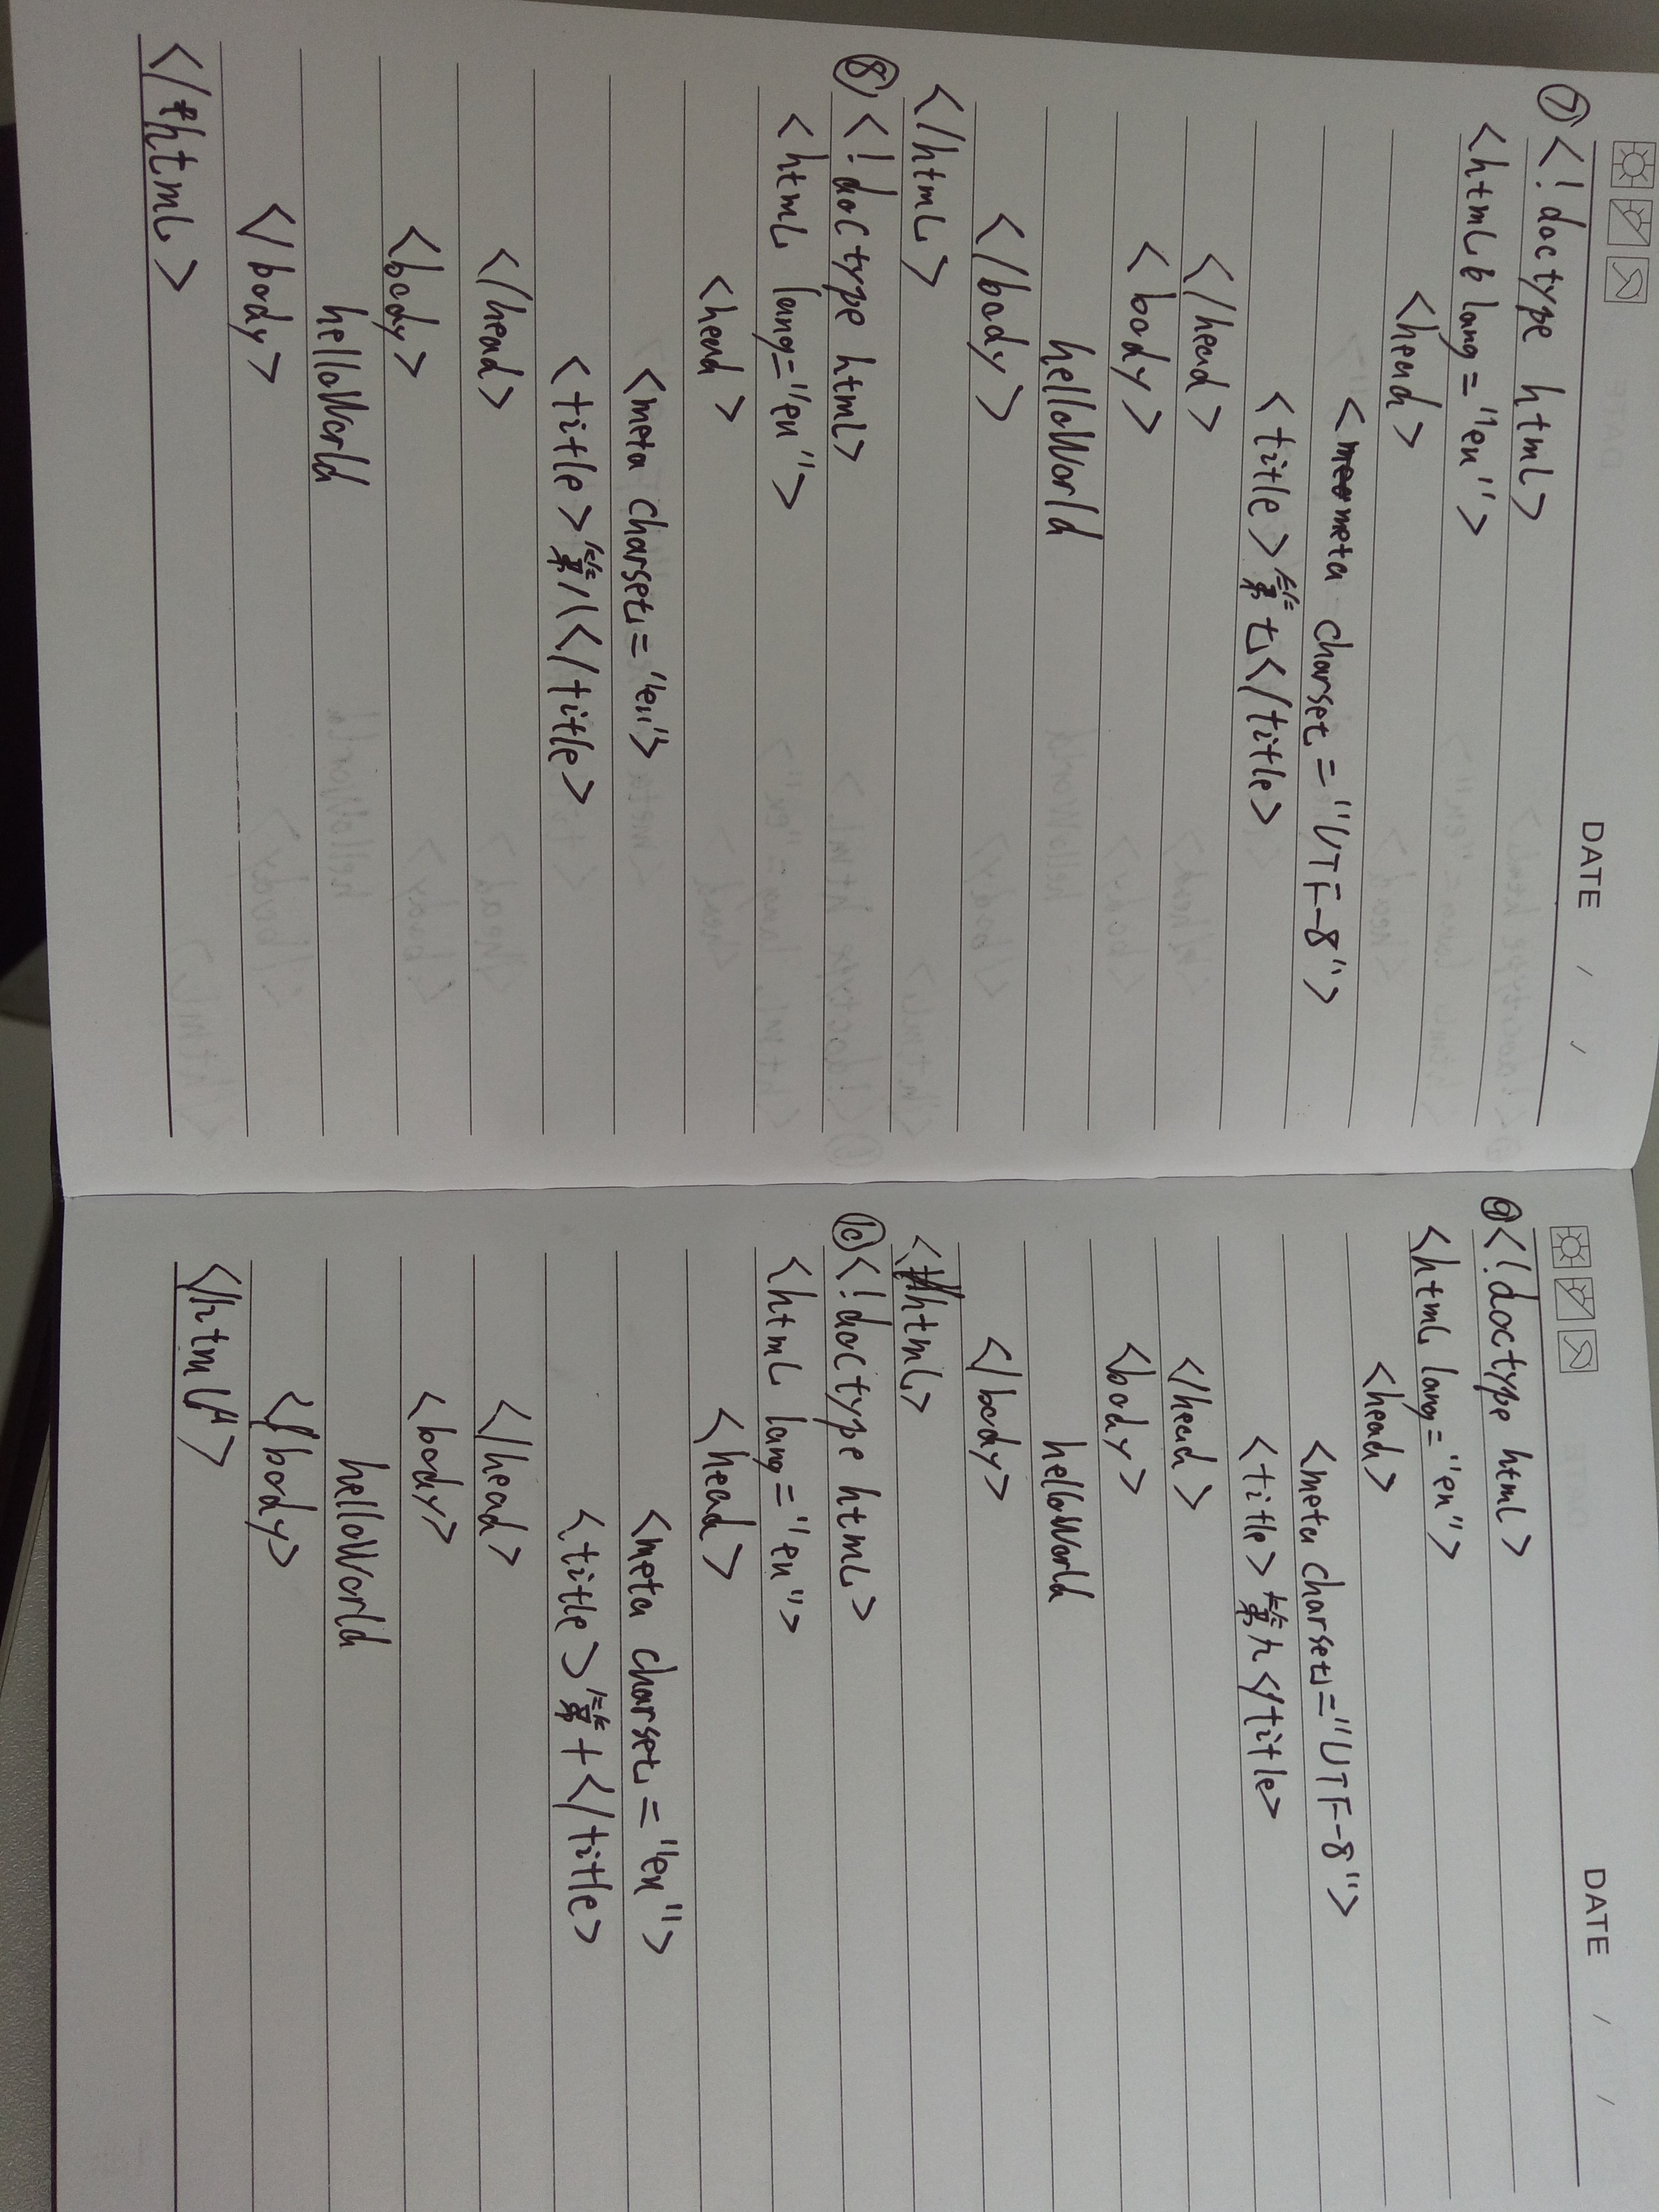 DATE / /
⑦<!doctype html>
<html lang="en">
<head>
<meta charset="UTF-8">
<title>第七</title>
</head>
<body>
helloWorld
</body>
</html>
⑧<!doctype html>
<html lang="en">
<head>
<meta charset="en">
<title>第八</title>
</head>
<body>
helloWorld
</body>
</html>
DATE / /
⑨<!doctype html>
<html lang="en">
<head>
<meta charset="UTF-8">
<title>第九</title>
</head>
<body>
helloWorld
</body>
<html>
⑩<!doctype html>
<html lang="en">
<head>
<meta charset="en">
<title>第十</title>
</head>
<body>
helloWorld
</body>
</html>